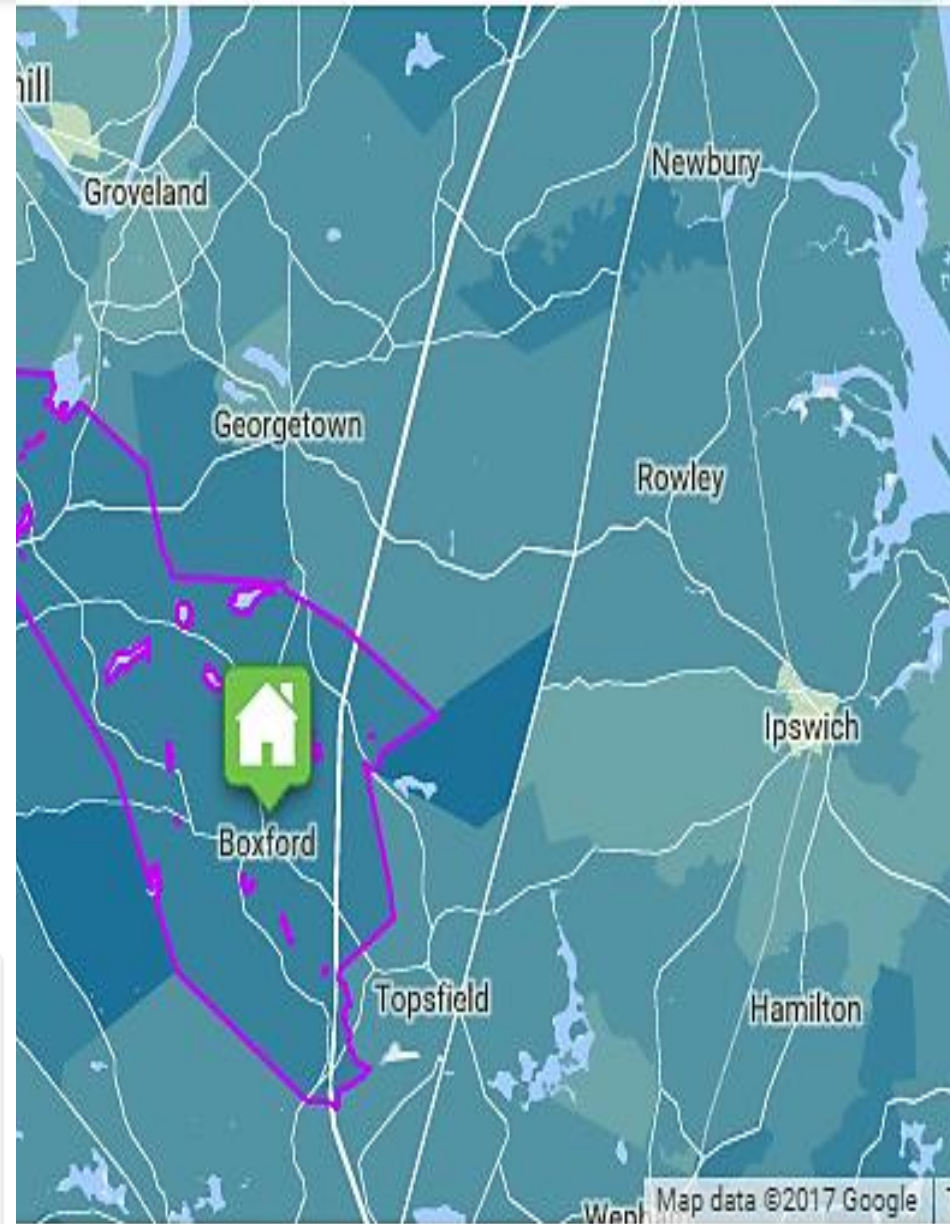 hill
Groveland
Newbury
Georgetown
Rowley
Ipswich
Boxford
Topsfield
Hamilton
Map data ©2017 Google